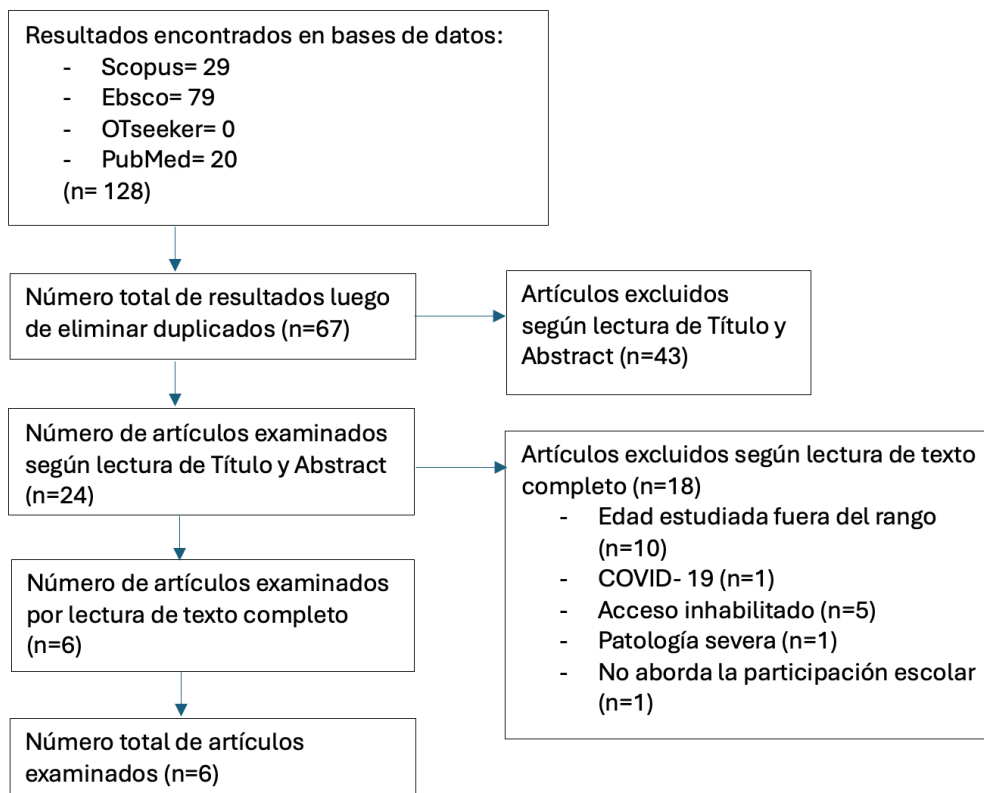 Resultados encontrados en bases de datos:
- Scopus= 29
- Ebsco= 79
- OTseeker= 0
- PubMed= 20
(n= 128)
Número total de resultados luego
de eliminar duplicados (n=67)
Artículos excluidos
según lectura de Título y
Abstract (n=43)
Número de artículos examinados
según lectura de Título y Abstract
(n=24)
Artículos excluidos según lectura de texto
completo (n=18)
- Edad estudiada fuera del rango
(n=10)
- COVID- 19 (n=1)
- Acceso inhabilitado (n=5)
- Patología severa (n=1)
- No aborda la participación escolar
(n=1)
Número de artículos examinados
por lectura de texto completo
(n=6)
Número total de artículos
examinados (n=6)